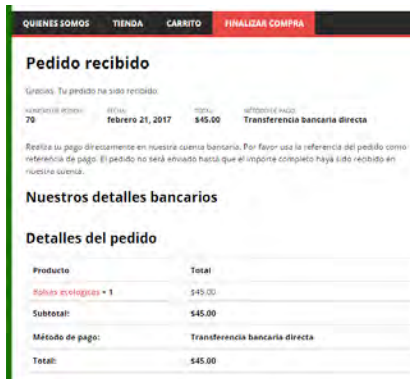 QUIENES SOMOS TIENDA CARRITO FINALIZAR COMPRA
Pedido recibido
Gracias. Tu pedido ha sido recibido.
NÚMERO DE PEDIDO: FECHA: TOTAL: MÉTODO DE PAGO:
70 febrero 21, 2017 $45.00 Transferencia bancaria directa
Realiza tu pago directamente en nuestra cuenta bancaria. Por favor usa la referencia del pedido como
referencia de pago. El pedido no será enviado hasta que el importe completo haya sido recibido en
nuestra cuenta.
Nuestros detalles bancarios
Detalles del pedido
Producto Total
Bolsas ecologicas × 1 $45.00
Subtotal: $45.00
Método de pago: Transferencia bancaria directa
Total: $45.00